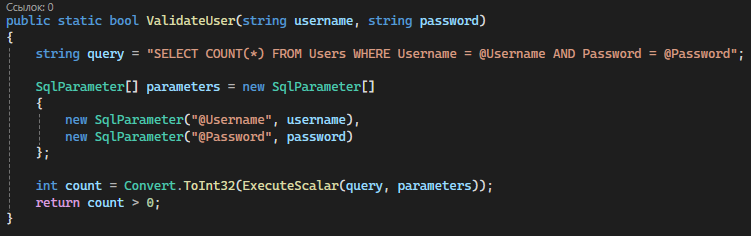 Ссылок: 0
public static bool ValidateUser(string username, string password)
{
string query = "SELECT COUNT(*) FROM Users WHERE Username = @Username AND Password = @Password";
SqlParameter[] parameters = new SqlParameter[]
{
new SqlParameter("@Username", username),
new SqlParameter("@Password", password)
};
int count = Convert.ToInt32(ExecuteScalar(query, parameters));
return count > 0;
}